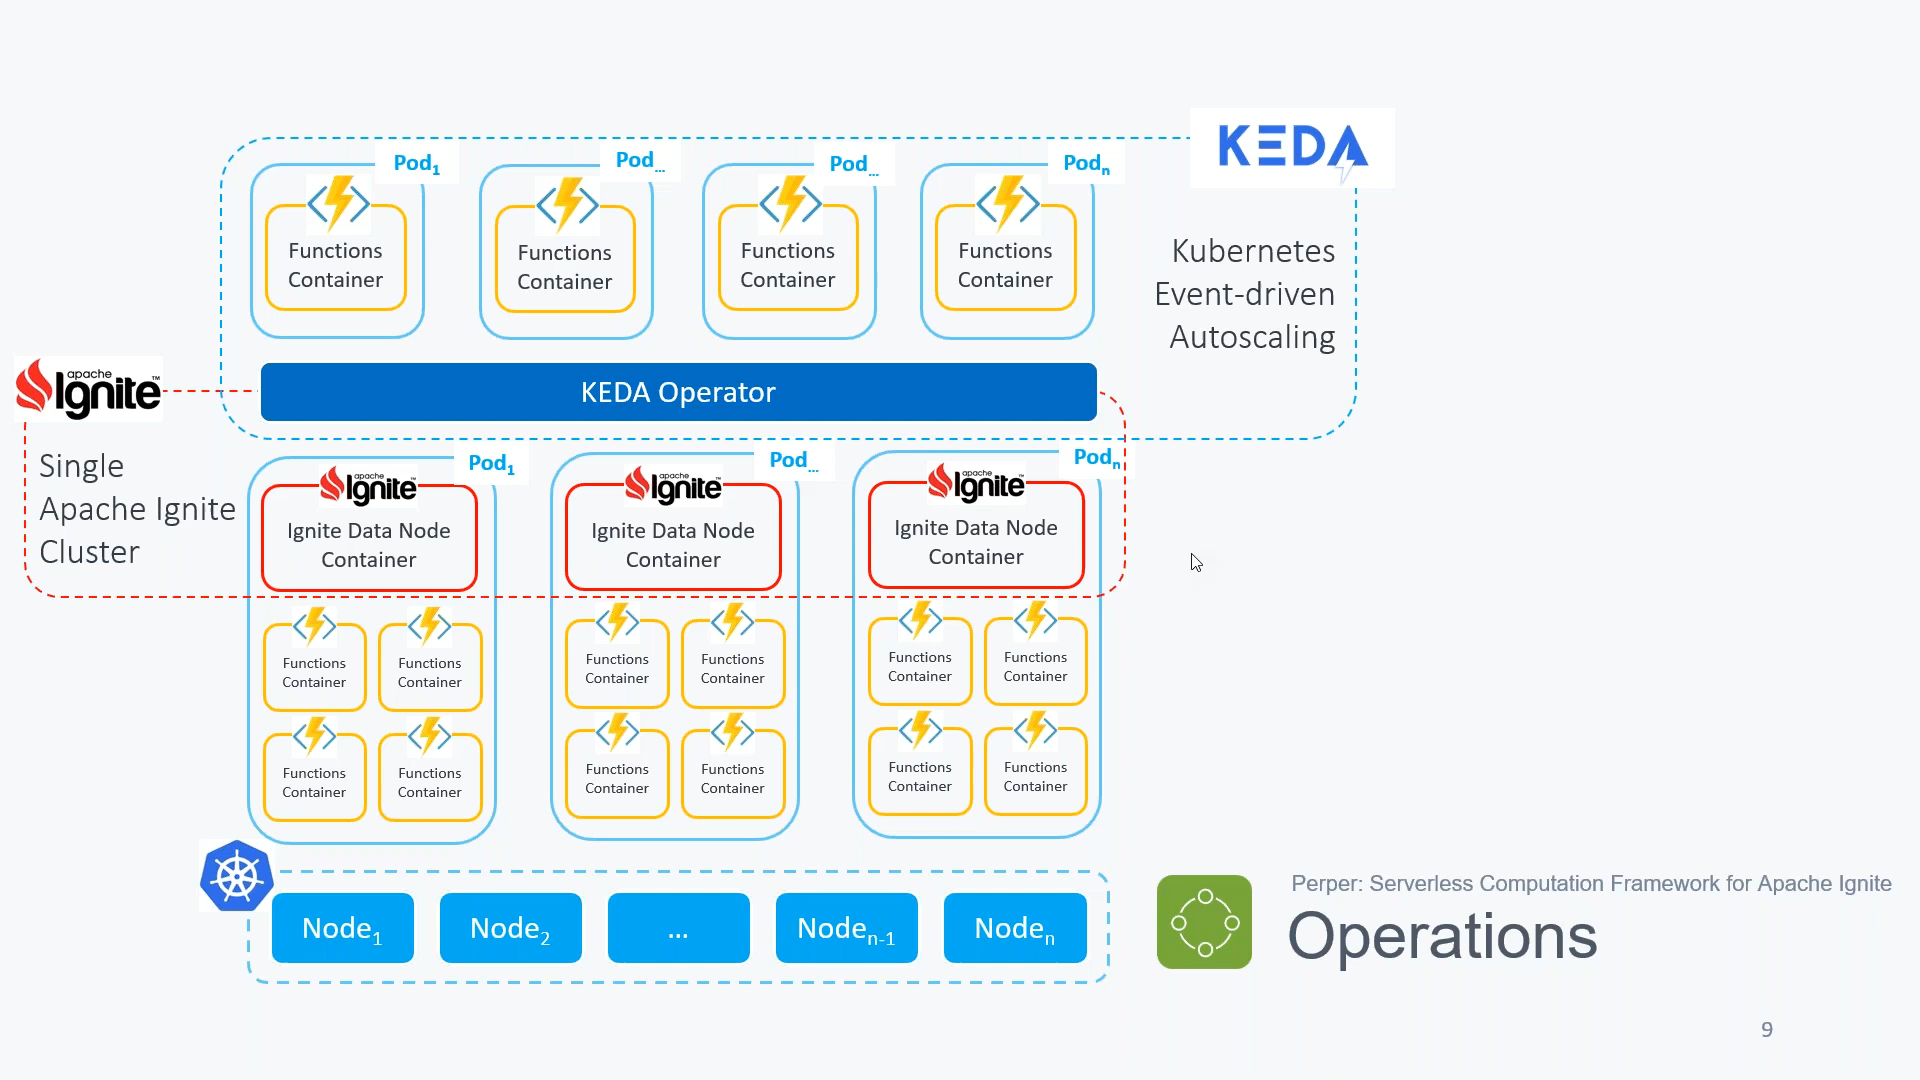 KEDA
Pod1
Pod...
Pod...
Podn
Functions
Container
Functions
Container
Functions
Container
Functions
Container
Kubernetes
Event-driven
Autoscaling
apache
Ignite™
KEDA Operator
Single
Apache Ignite
Cluster
Pod1
Pod...
Podn
apache
Ignite™
Ignite Data Node
Container
apache
Ignite™
Ignite Data Node
Container
apache
Ignite™
Ignite Data Node
Container
Functions
Container
Functions
Container
Functions
Container
Functions
Container
Functions
Container
Functions
Container
Functions
Container
Functions
Container
Functions
Container
Functions
Container
Functions
Container
Functions
Container
Node1
Node2
...
Noden-1
Noden
Perper: Serverless Computation Framework for Apache Ignite
Operations
9